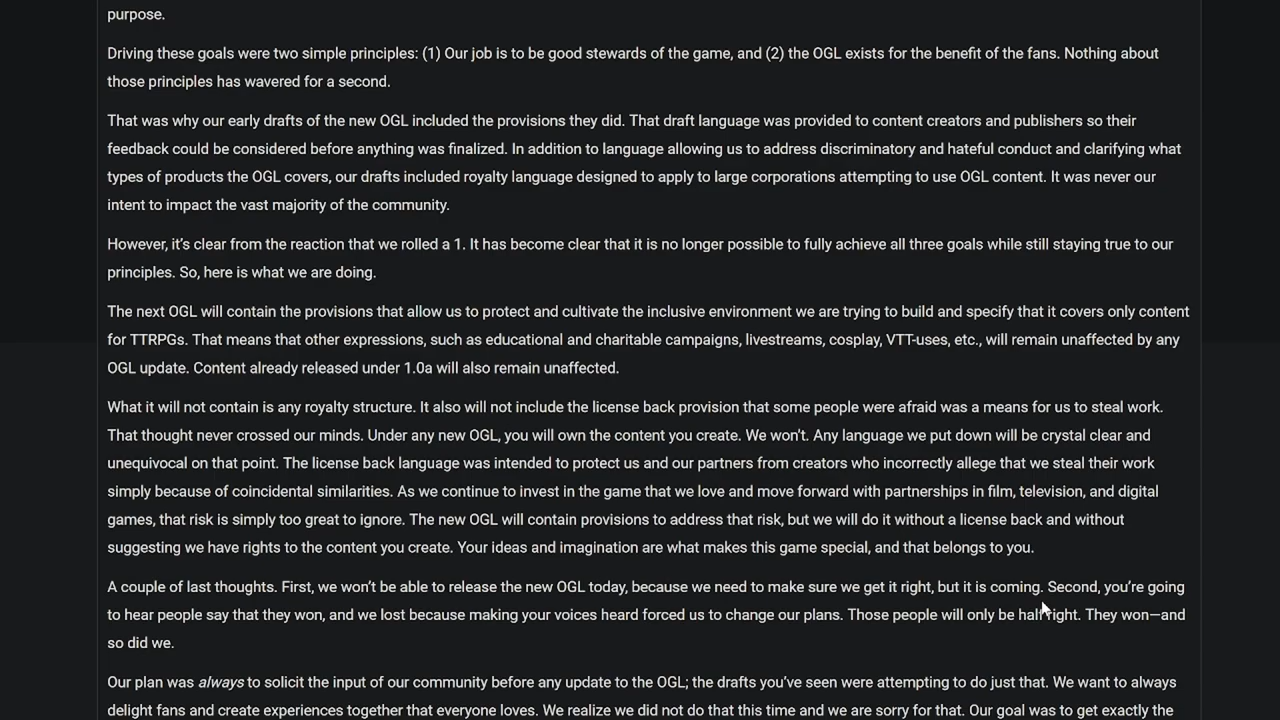 purpose.
Driving these goals were two simple principles: (1) Our job is to be good stewards of the game, and (2) the OGL exists for the benefit of the fans. Nothing about
those principles has wavered for a second.
That was why our early drafts of the new OGL included the provisions they did. That draft language was provided to content creators and publishers so their
feedback could be considered before anything was finalized. In addition to language allowing us to address discriminatory and hateful conduct and clarifying what
types of products the OGL covers, our drafts included royalty language designed to apply to large corporations attempting to use OGL content. It was never our
intent to impact the vast majority of the community.
However, it's clear from the reaction that we rolled a 1. It has become clear that it is no longer possible to fully achieve all three goals while still staying true to our
principles. So, here is what we are doing.
The next OGL will contain the provisions that allow us to protect and cultivate the inclusive environment we are trying to build and specify that it covers only content
for TTRPGs. That means that other expressions, such as educational and charitable campaigns, livestreams, cosplay, VTT-uses, etc., will remain unaffected by any
OGL update. Content already released under 1.0a will also remain unaffected.
What it will not contain is any royalty structure. It also will not include the license back provision that some people were afraid was a means for us to steal work.
That thought never crossed our minds. Under any new OGL, you will own the content you create. We won't. Any language we put down will be crystal clear and
unequivocal on that point. The license back language was intended to protect us and our partners from creators who incorrectly allege that we steal their work
simply because of coincidental similarities. As we continue to invest in the game that we love and move forward with partnerships in film, television, and digital
games, that risk is simply too great to ignore. The new OGL will contain provisions to address that risk, but we will do it without a license back and without
suggesting we have rights to the content you create. Your ideas and imagination are what makes this game special, and that belongs to you.
A couple of last thoughts. First, we won't be able to release the new OGL today, because we need to make sure we get it right, but it is coming. Second, you're going
to hear people say that they won, and we lost because making your voices heard forced us to change our plans. Those people will only be half right. They won—and
so did we.
Our plan was always to solicit the input of our community before any update to the OGL; the drafts you've seen were attempting to do just that. We want to always
delight fans and create experiences together that everyone loves. We realize we did not do that this time and we are sorry for that. Our goal was to get exactly the